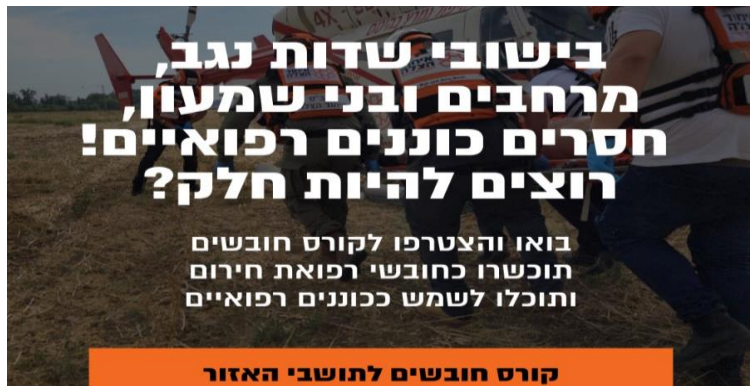 4X
בישובי שדות נגב,
מרחבים ובני שמעון,
חסרים כוננים רפואיים!
רוצים להיות חלק?
בואו והצטרפו לקורס חובשים
תוכשרו כחובשי רפואת חירום
ותוכלו לשמש ככוננים רפואיים
קורס חובשים לתושבי האזור